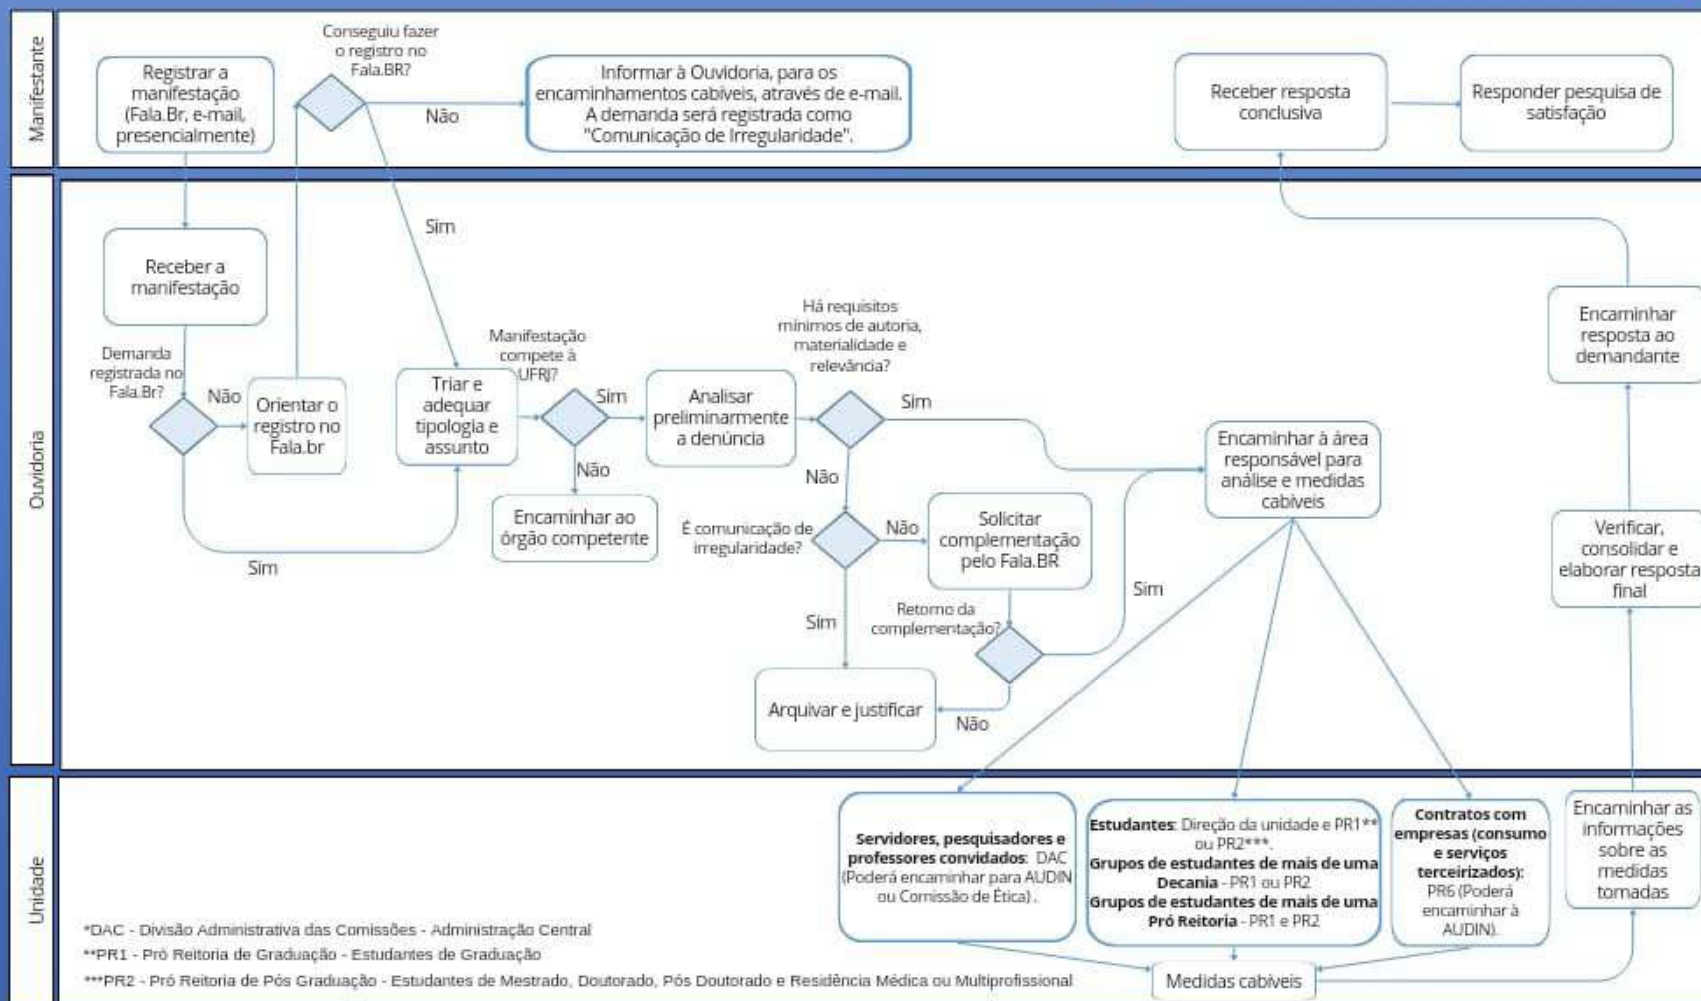 Manifestante
Registrar a
manifestação
(Fala.Br, e-mail,
presencialmente)
Conseguiu fazer
o registro no
Fala.BR?
Não
Informar à Ouvidoria, para os
encaminhamentos cabíveis, através de e-mail.
A demanda será registrada como
"Comunicação de Irregularidade".
Receber resposta
conclusiva
Responder pesquisa de
satisfação
Ouvidoria
Receber a
manifestação
Demanda
registrada no
Fala.Br?
Não
Orientar o
registro no
Fala.br
Sim
Sim
Triar e
adequar
tipologia e
assunto
Manifestação
compete à
UFRJ?
Sim
Não
Encaminhar ao
órgão competente
Analisar
preliminarmente
a denúncia
Há requisitos
mínimos de autoria,
materialidade e
relevância?
Sim
Não
É comunicação de
irregularidade?
Não
Sim
Solicitar
complementação
pelo Fala.BR
Retorno da
complementação?
Sim
Não
Arquivar e justificar
Encaminhar à área
responsável para
análise e medidas
cabíveis
Encaminhar
resposta ao
demandante
Verificar,
consolidar e
elaborar resposta
final
Unidade
Servidores, pesquisadores e
professores convidados: DAC
(Poderá encaminhar para AUDIN
ou Comissão de Ética) .
Estudantes: Direção da unidade e PR1**
ou PR2***.
Grupos de estudantes de mais de uma
Decania - PR1 ou PR2
Grupos de estudantes de mais de uma
Pró Reitoria - PR1 e PR2
Contratos com
empresas (consumo
e serviços
terceirizados):
PR6 (Poderá
encaminhar à
AUDIN).
Encaminhar as
informações
sobre as
medidas
tomadas
Medidas cabíveis
*DAC - Divisão Administrativa das Comissões - Administração Central
**PR1 - Pró Reitoria de Graduação - Estudantes de Graduação
***PR2 - Pró Reitoria de Pós Graduação - Estudantes de Mestrado, Doutorado, Pós Doutorado e Residência Médica ou Multiprofissional